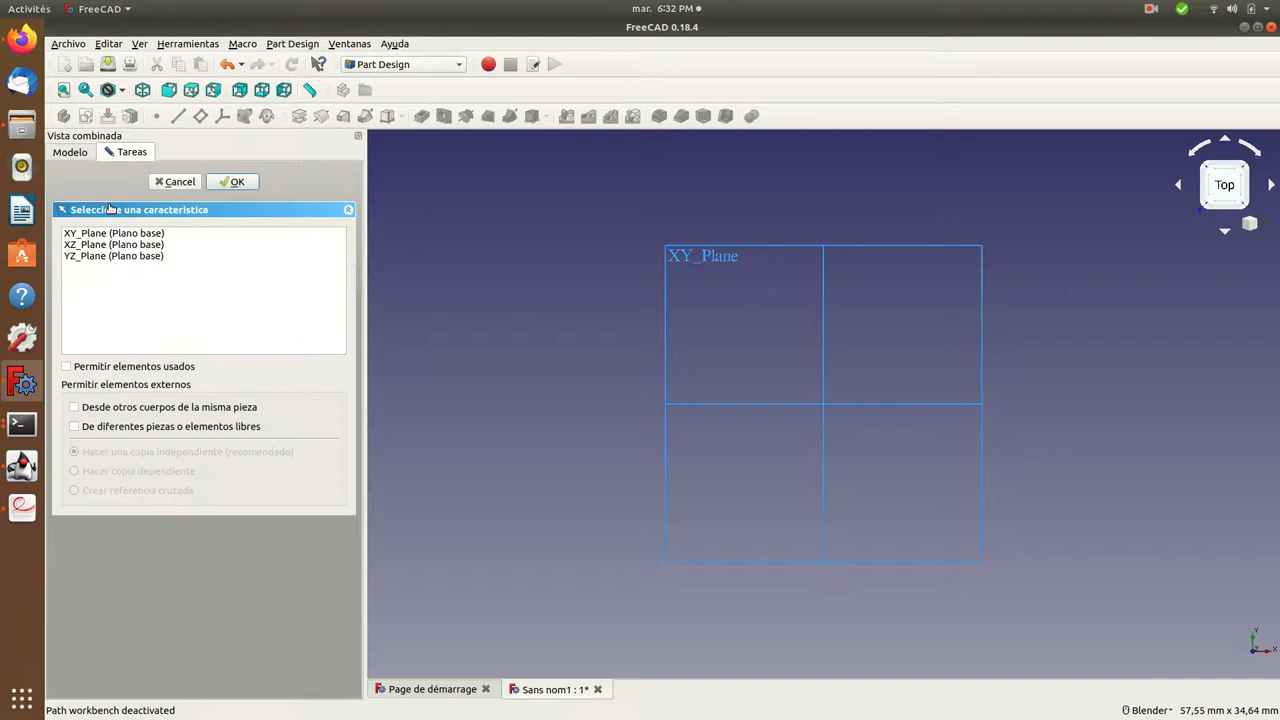 Activités
FreeCAD
mar. 6:32 PM
FreeCAD 0.18.4
Archivo Editar Ver Herramientas Macro Part Design Ventanas Ayuda
Part Design
Vista combinada
Modelo Tareas
Cancel OK
Seleccione una caracteristica
XY_Plane (Plano base)
XZ_Plane (Plano base)
YZ_Plane (Plano base)
Permitir elementos usados
Permitir elementos externos
Desde otros cuerpos de la misma pieza
De diferentes piezas o elementos libres
Hacer una copia independiente (recomendado)
Hacer copia dependiente
Crear referencia cruzada
XY_Plane
Top
Y
X
Page de démarrage
Sans nom1 : 1*
Path workbench deactivated
Blender
57,55 mm x 34,64 mm